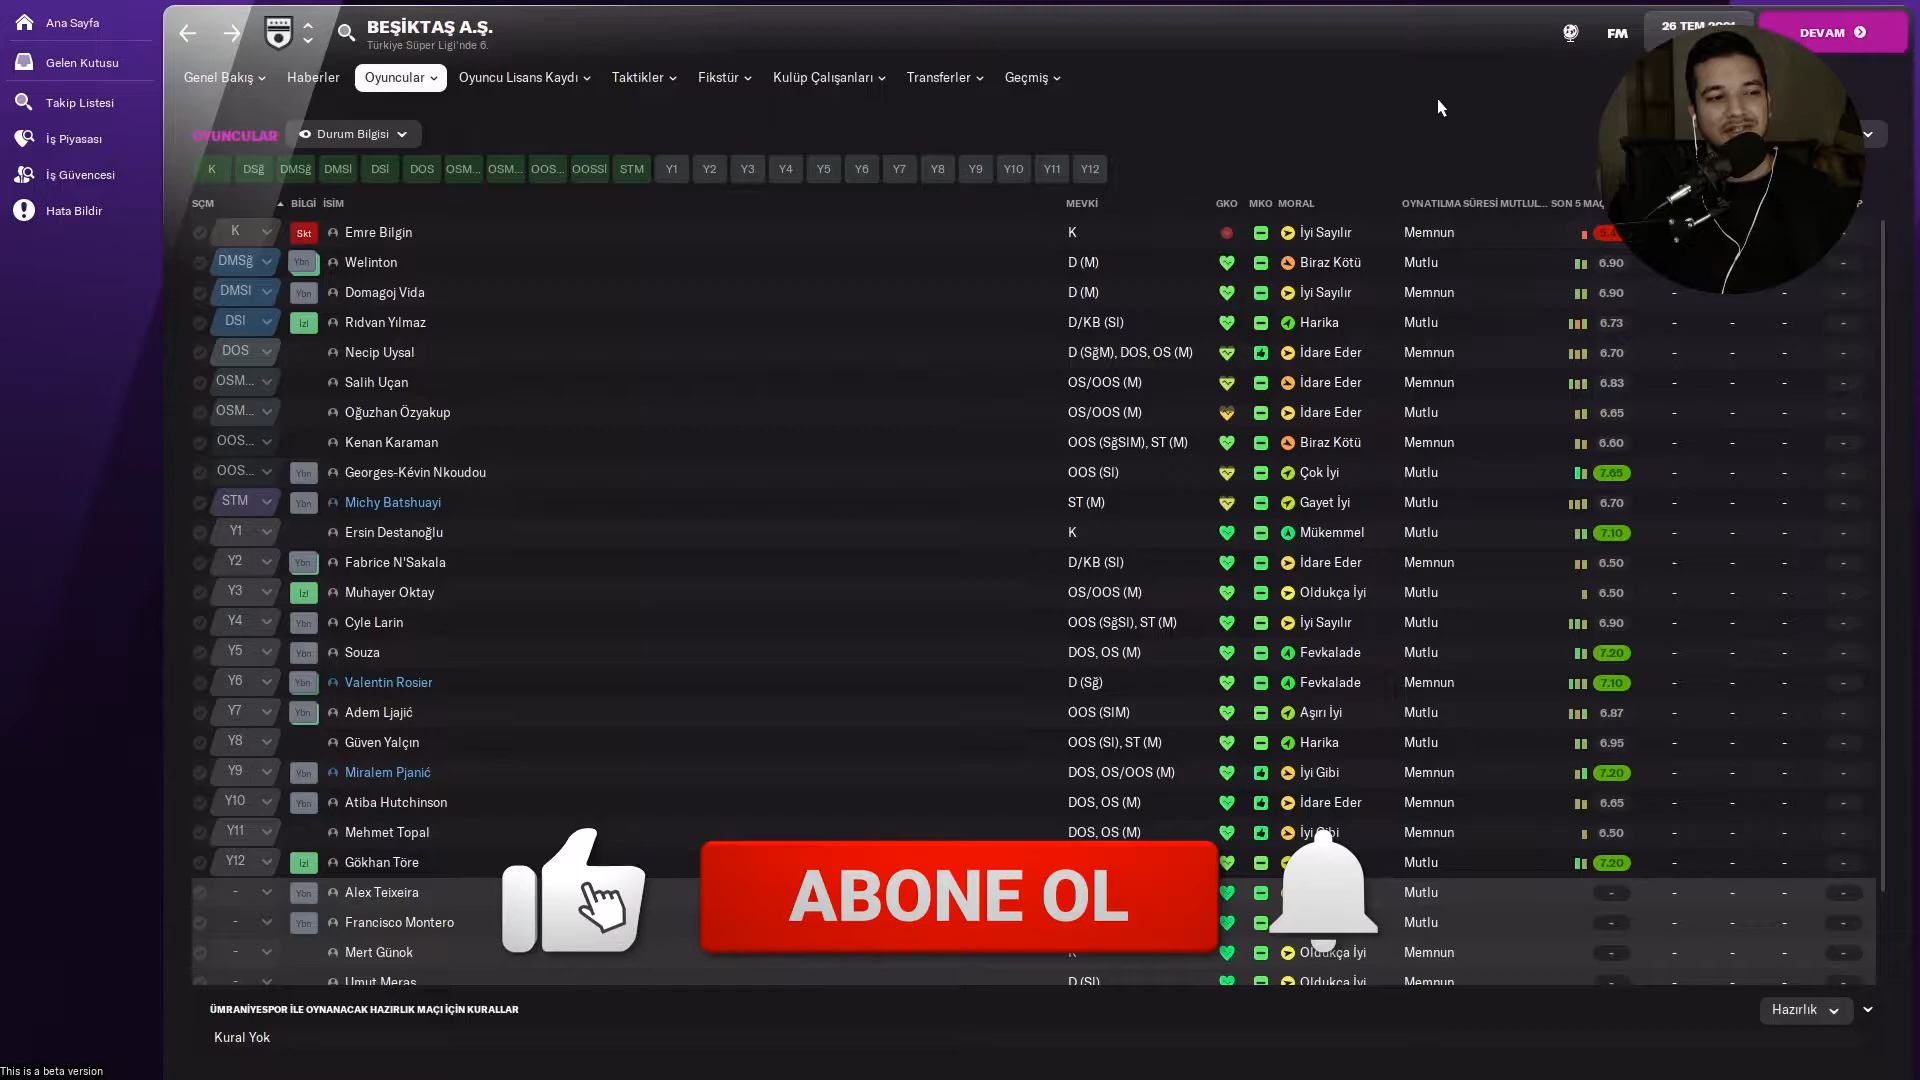 Ana Sayfa
Gelen Kutusu
Takip Listesi
İş Piyasası
İş Güvencesi
Hata Bildir
BEŞİKTAŞ A.Ş.
Türkiye Süper Ligi'nde 6.
FM
DEVAM
Genel Bakış Haberler Oyuncular Oyuncu Lisans Kaydı Taktikler Fikstür Kulüp Çalışanları Transferler Geçmiş
OYUNCULAR Durum Bilgisi
K DSğ DMSğ DMSl DSl DOS OSM... OSM... OOS... OOSSl STM Y1 Y2 Y3 Y4 Y5 Y6 Y7 Y8 Y9 Y10 Y11 Y12
SÇM BİLGİ İSİM MEVKİ GKO MKO MORAL OYNATILMA SÜRESİ MUTLUL... SON 5 MAÇ
K Skt Emre Bilgin K İyi Sayılır Memnun
DMSğ Ybn Welinton D (M) Biraz Kötü Mutlu 6.90
DMSl Ybn Domagoj Vida D (M) İyi Sayılır Memnun 6.90 - - - -
DSl İzl Rıdvan Yılmaz D/KB (Sl) Harika Mutlu 6.73 - - - -
DOS Necip Uysal D (SğM), DOS, OS (M) İdare Eder Memnun 6.70 - - - -
OSM... Salih Uçan OS/OOS (M) İdare Eder Memnun 6.83 - - - -
OSM... Oğuzhan Özyakup OS/OOS (M) İdare Eder Mutlu 6.65 - - - -
OOS... Kenan Karaman OOS (SğSlM), ST (M) Biraz Kötü Memnun 6.60 - - - -
OOS... Ybn Georges-Kévin Nkoudou OOS (Sl) Çok İyi Mutlu 7.65 - - - -
STM Ybn Michy Batshuayi ST (M) Gayet İyi Mutlu 6.70 - - - -
Y1 Ersin Destanoğlu K Mükemmel Mutlu 7.10 - - - -
Y2 Ybn Fabrice N'Sakala D/KB (Sl) İdare Eder Memnun 6.50 - - - -
Y3 İzl Muhayer Oktay OS/OOS (M) Oldukça İyi Mutlu 6.50 - - - -
Y4 Ybn Cyle Larin OOS (SğSl), ST (M) İyi Sayılır Mutlu 6.90 - - - -
Y5 Ybn Souza DOS, OS (M) Fevkalade Mutlu 7.20 - - - -
Y6 Ybn Valentin Rosier D (Sğ) Fevkalade Memnun 7.10 - - - -
Y7 Ybn Adem Ljajić OOS (SlM) Aşırı İyi Mutlu 6.87 - - - -
Y8 Güven Yalçın OOS (Sl), ST (M) Harika Mutlu 6.95 - - - -
Y9 Ybn Miralem Pjanić DOS, OS/OOS (M) İyi Gibi Memnun 7.20 - - - -
Y10 Ybn Atiba Hutchinson DOS, OS (M) İdare Eder Memnun 6.65 - - - -
Y11 Mehmet Topal DOS, OS (M) İyi Gibi Memnun 6.50 - - - -
Y12 İzl Gökhan Töre Mutlu 7.20 - - - -
- Ybn Alex Teixeira Mutlu - - - - -
- Ybn Francisco Montero Mutlu - - - - -
- Mert Günok Oldukça İyi Memnun - - - - -
- Umut Meraş D (Sl) Oldukça İyi Memnun - - - - -
ABONE OL
ÜMRANİYESPOR İLE OYNANACAK HAZIRLIK MAÇI İÇİN KURALLAR
Hazırlık
Kural Yok
This is a beta version